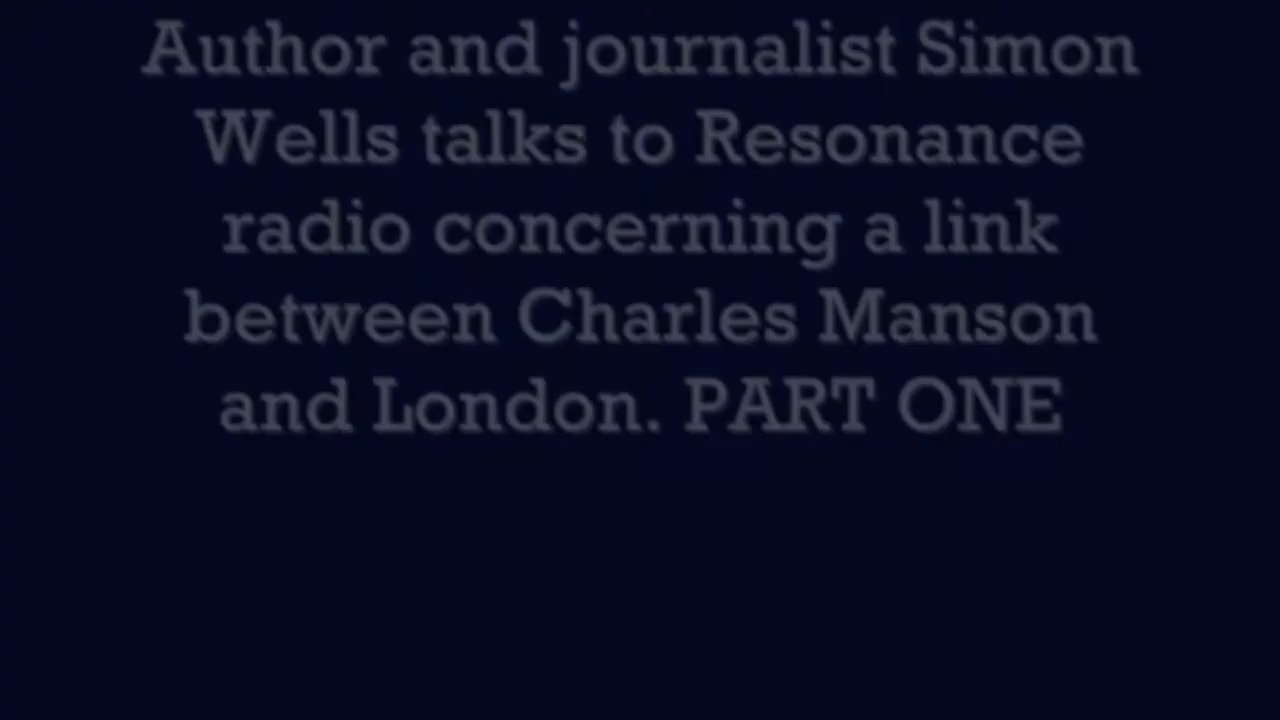 Author and journalist Simon
Wells talks to Resonance
radio concerning a link
between Charles Manson
and London. PART ONE